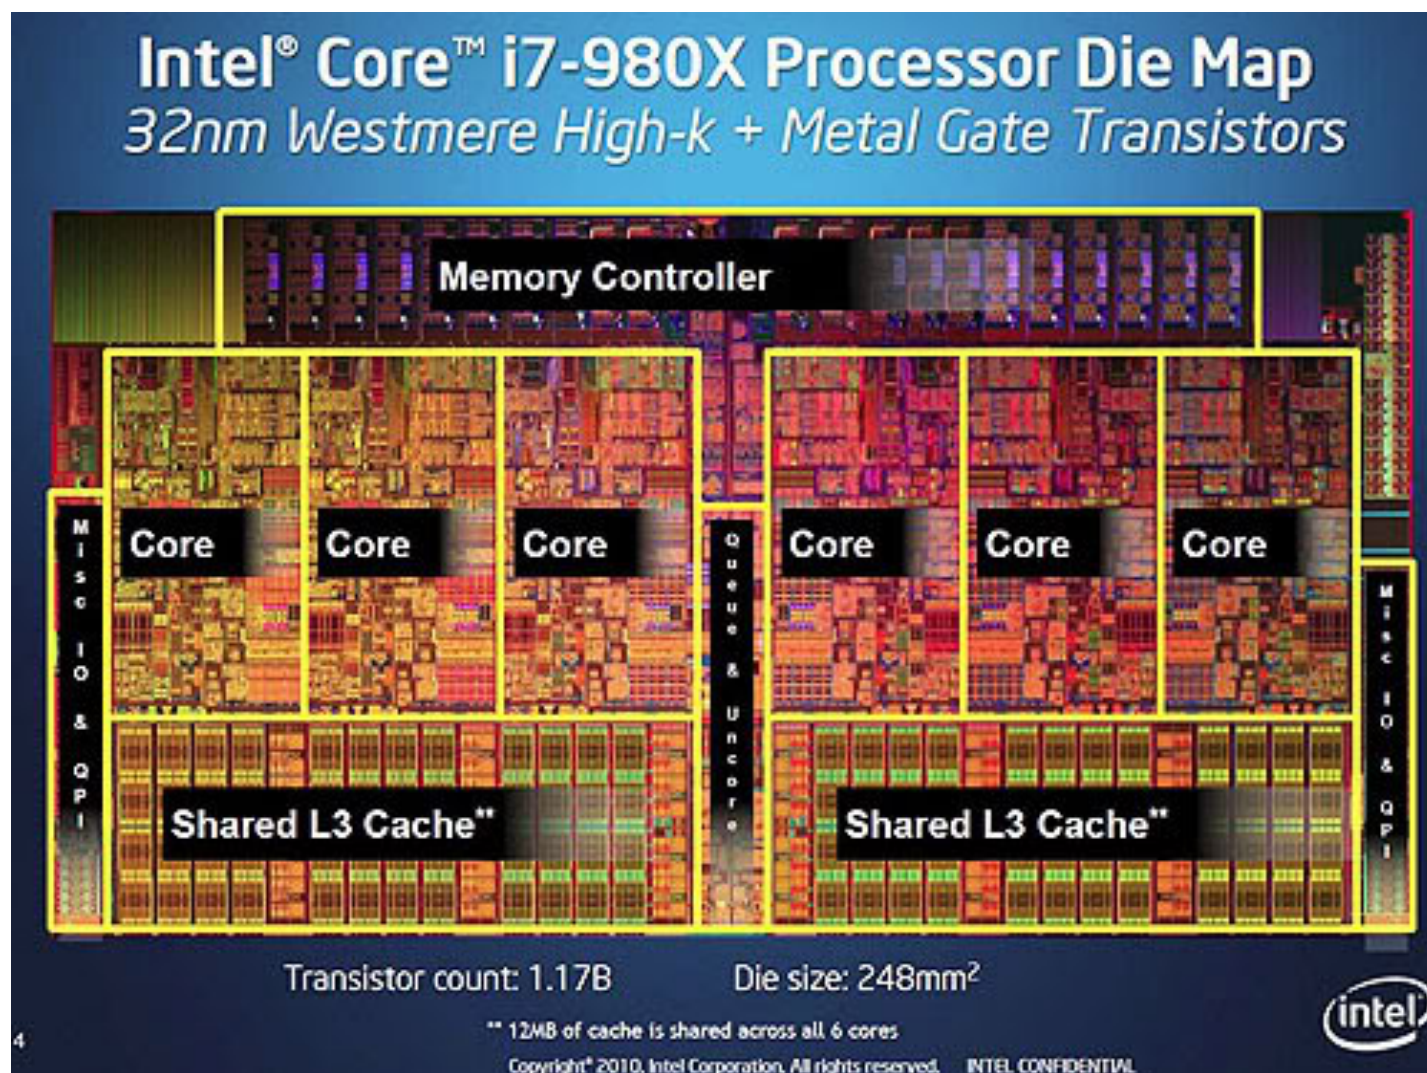 Intel® Core™ i7-980X Processor Die Map
32nm Westmere High-k + Metal Gate Transistors
Memory Controller
Core
Core
Core
Core
Core
Core
Misc IO & QPI
Queue & Uncore
Misc IO & QPI
Shared L3 Cache**
Shared L3 Cache**
Transistor count: 1.17B
Die size: 248mm²
** 12MB of cache is shared across all 6 cores
Copyright© 2010, Intel Corporation. All rights reserved. INTEL CONFIDENTIAL
4
intel